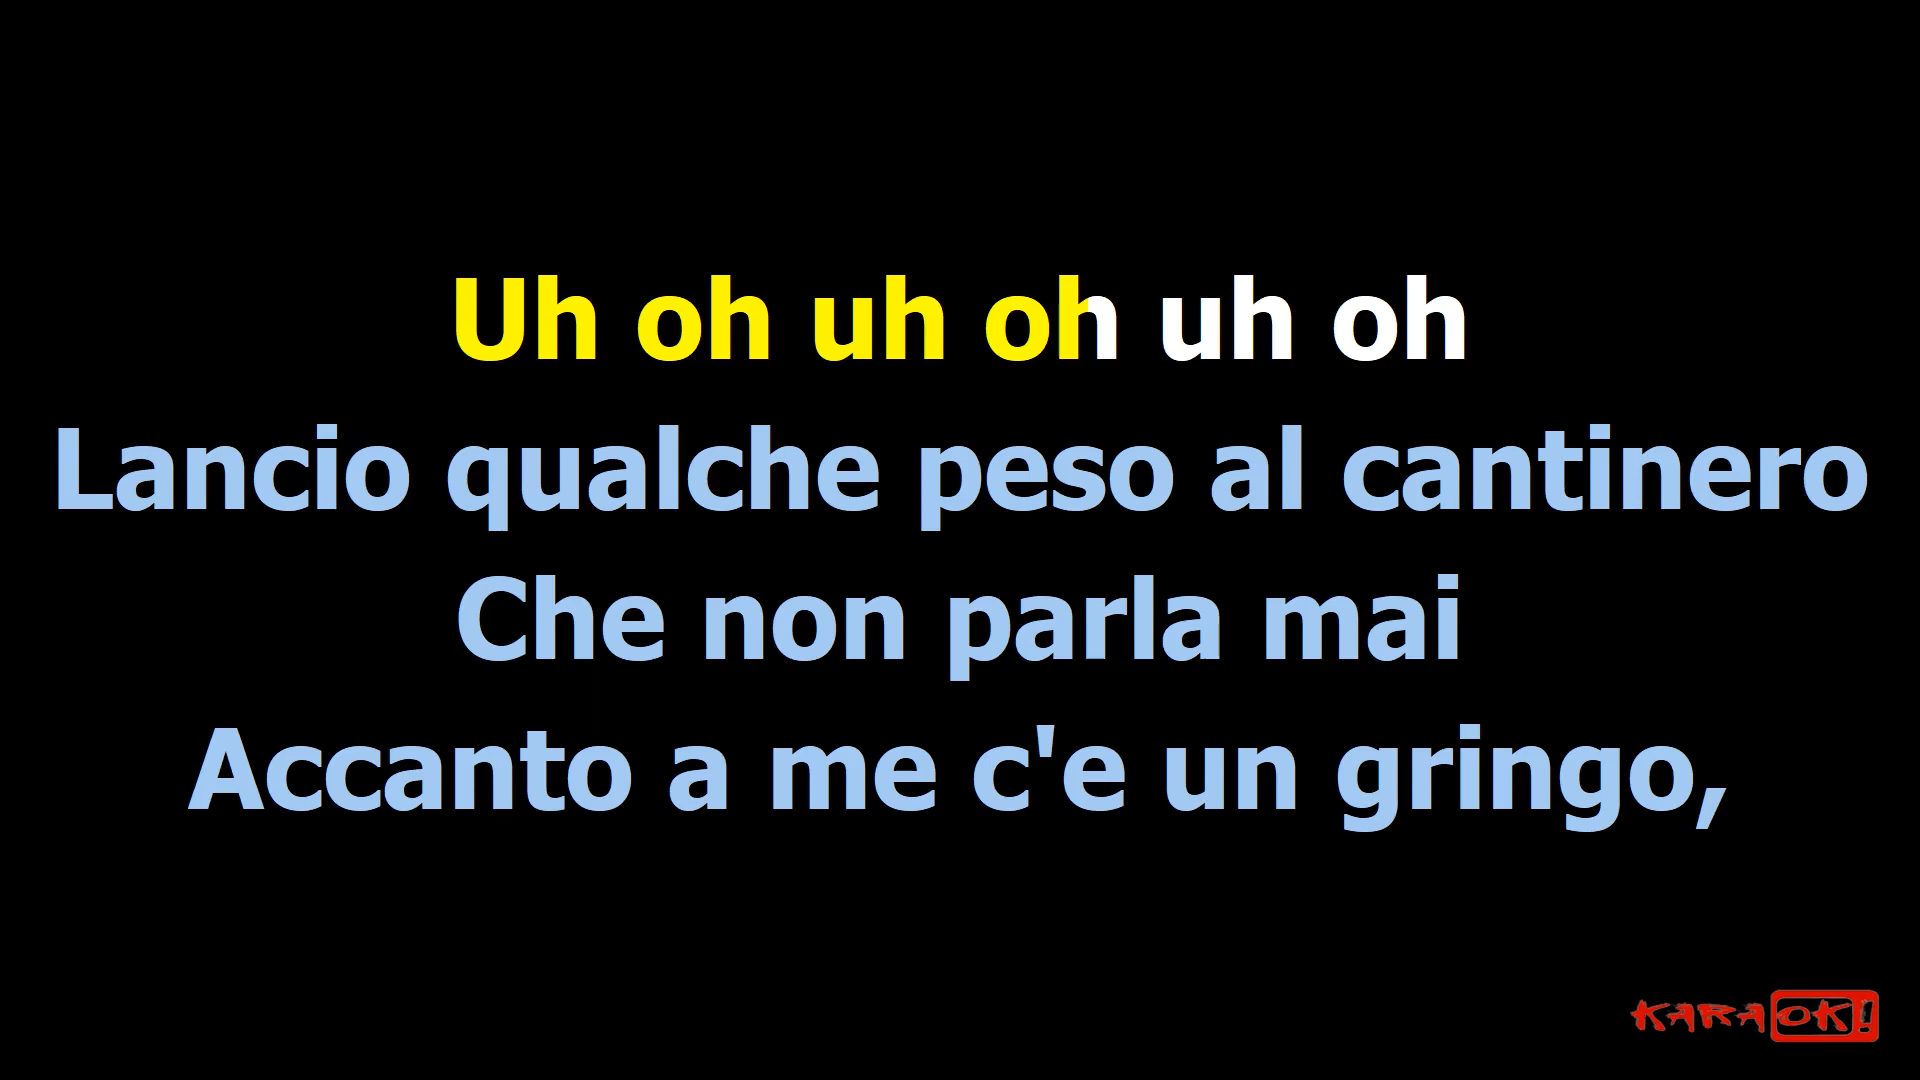 Uh oh uh oh uh oh
Lancio qualche peso al cantinero
Che non parla mai
Accanto a me c'e un gringo,
KARAOK!